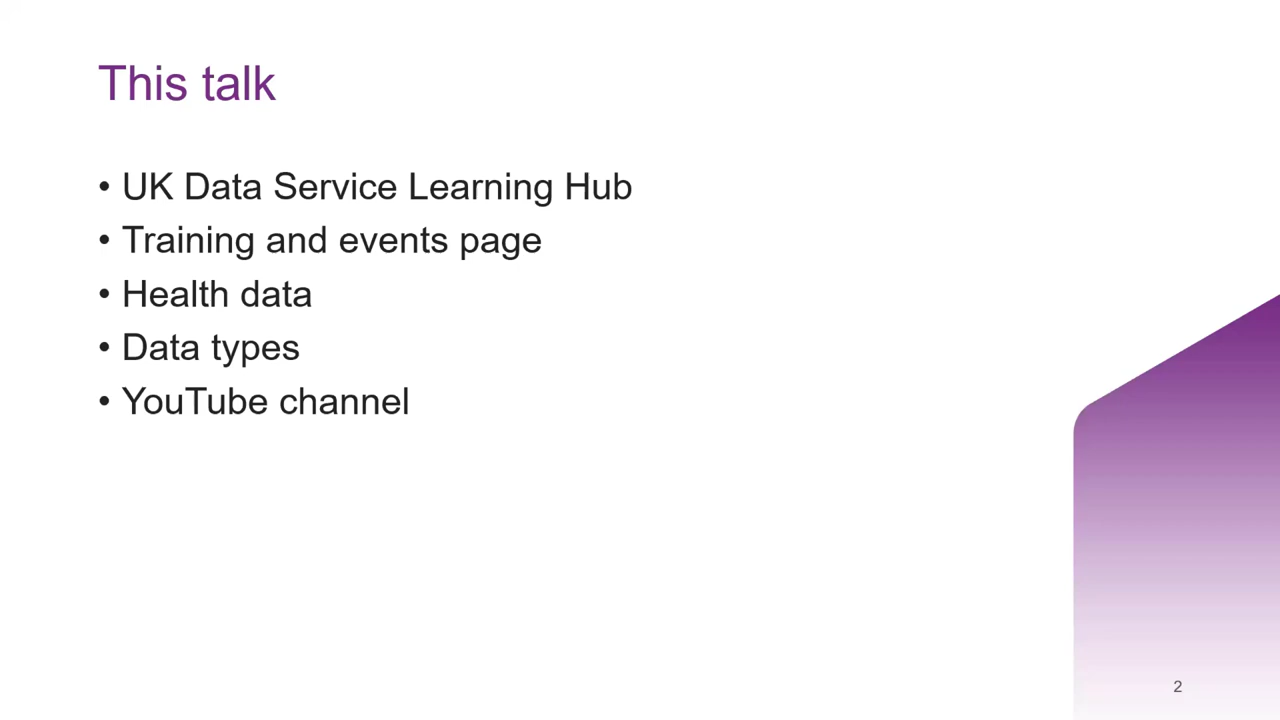 This talk
• UK Data Service Learning Hub
• Training and events page
• Health data
• Data types
• YouTube channel
2